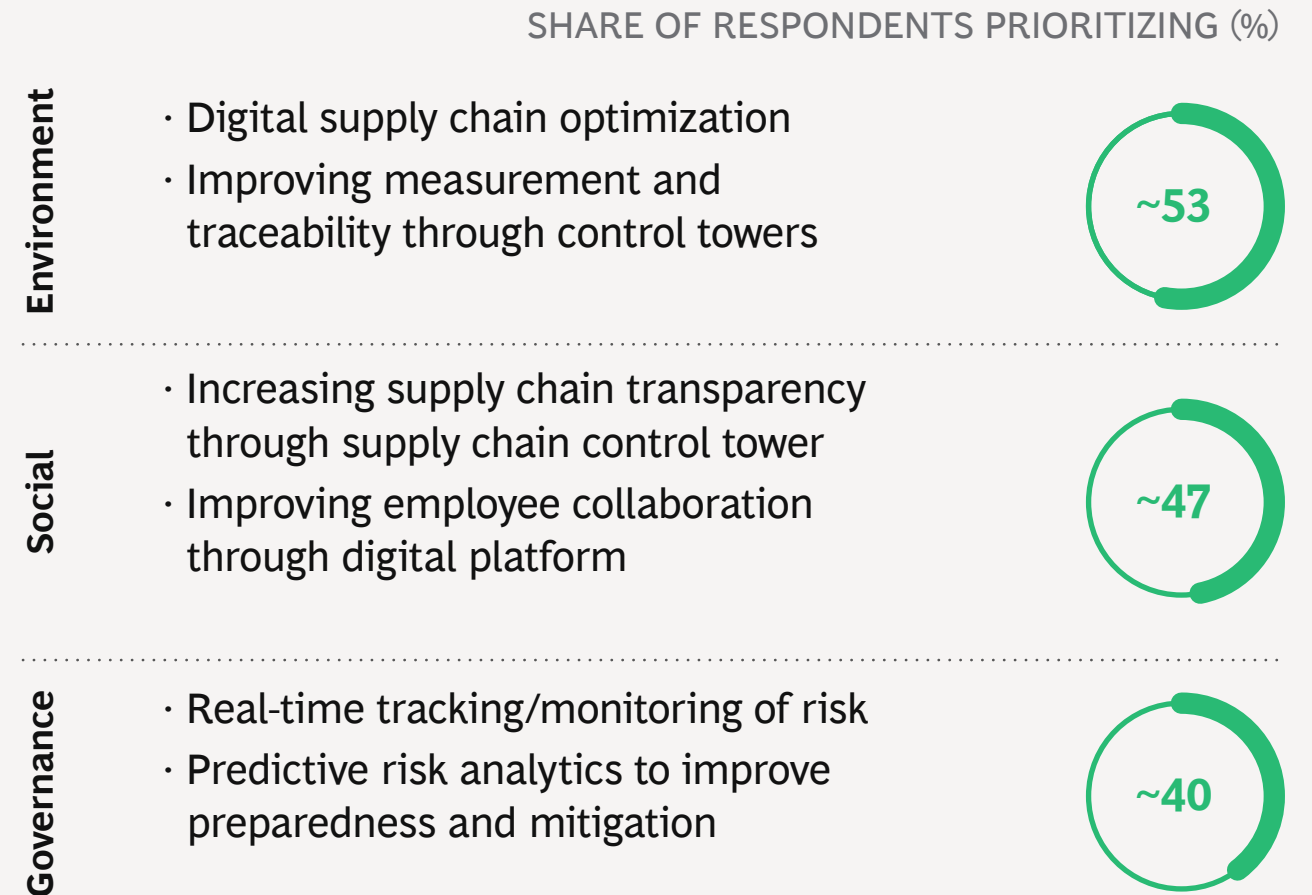 SHARE OF RESPONDENTS PRIORITIZING (%)
Environment
· Digital supply chain optimization
· Improving measurement and
traceability through control towers
~53
Social
· Increasing supply chain transparency
through supply chain control tower
· Improving employee collaboration
through digital platform
~47
Governance
· Real-time tracking/monitoring of risk
· Predictive risk analytics to improve
preparedness and mitigation
~40